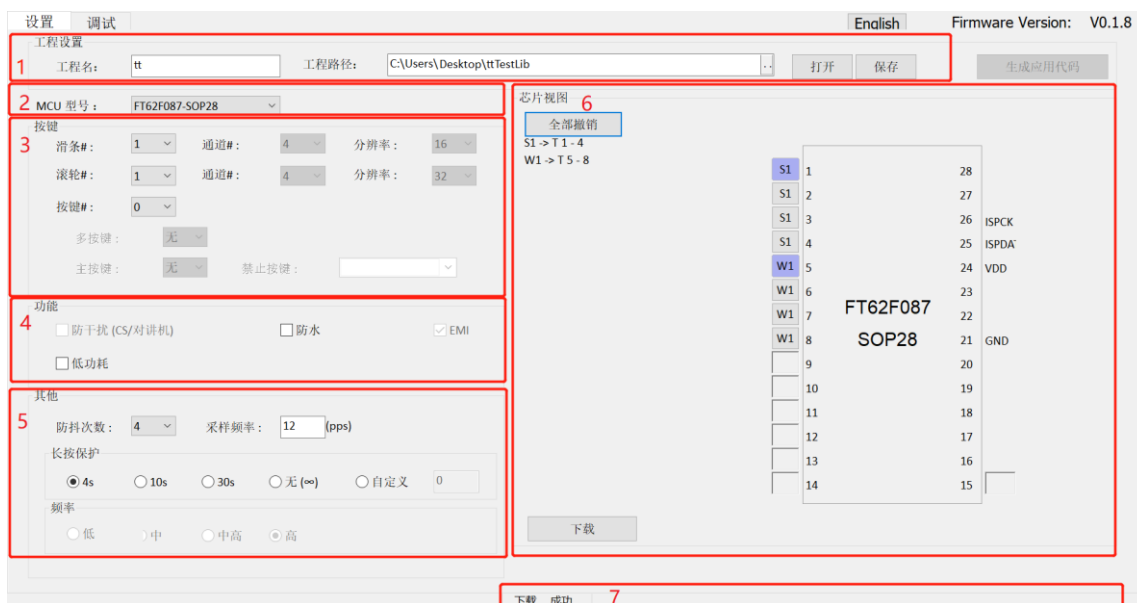 设置 调试 English Firmware Version: V0.1.8
工程设置
1 工程名: tt 工程路径: C:\Users\Desktop\ttTestLib .. 打开 保存 生成应用代码
2 MCU 型号: FT62F087-SOP28
3 按键
滑条#: 1 通道#: 4 分辨率: 16
滚轮#: 1 通道#: 4 分辨率: 32
按键#: 0
多按键: 无
主按键: 无 禁止按键:
4 功能
防干扰 (CS/对讲机) 防水 EMI
低功耗
5 其他
防抖次数: 4 采样频率: 12 (pps)
长按保护
4s 10s 30s 无 (∞) 自定义 0
频率
低 中 中高 高
芯片视图 6
全部撤销
S1 -> T 1 - 4
W1 -> T 5 - 8
S1 1 28
S1 2 27
S1 3 26 ISPCK
S1 4 25 ISPDA
W1 5 24 VDD
W1 6 23
W1 7 22
W1 8 21 GND
FT62F087
SOP28
9 20
10 19
11 18
12 17
13 16
14 15
下载
下载 成功 7